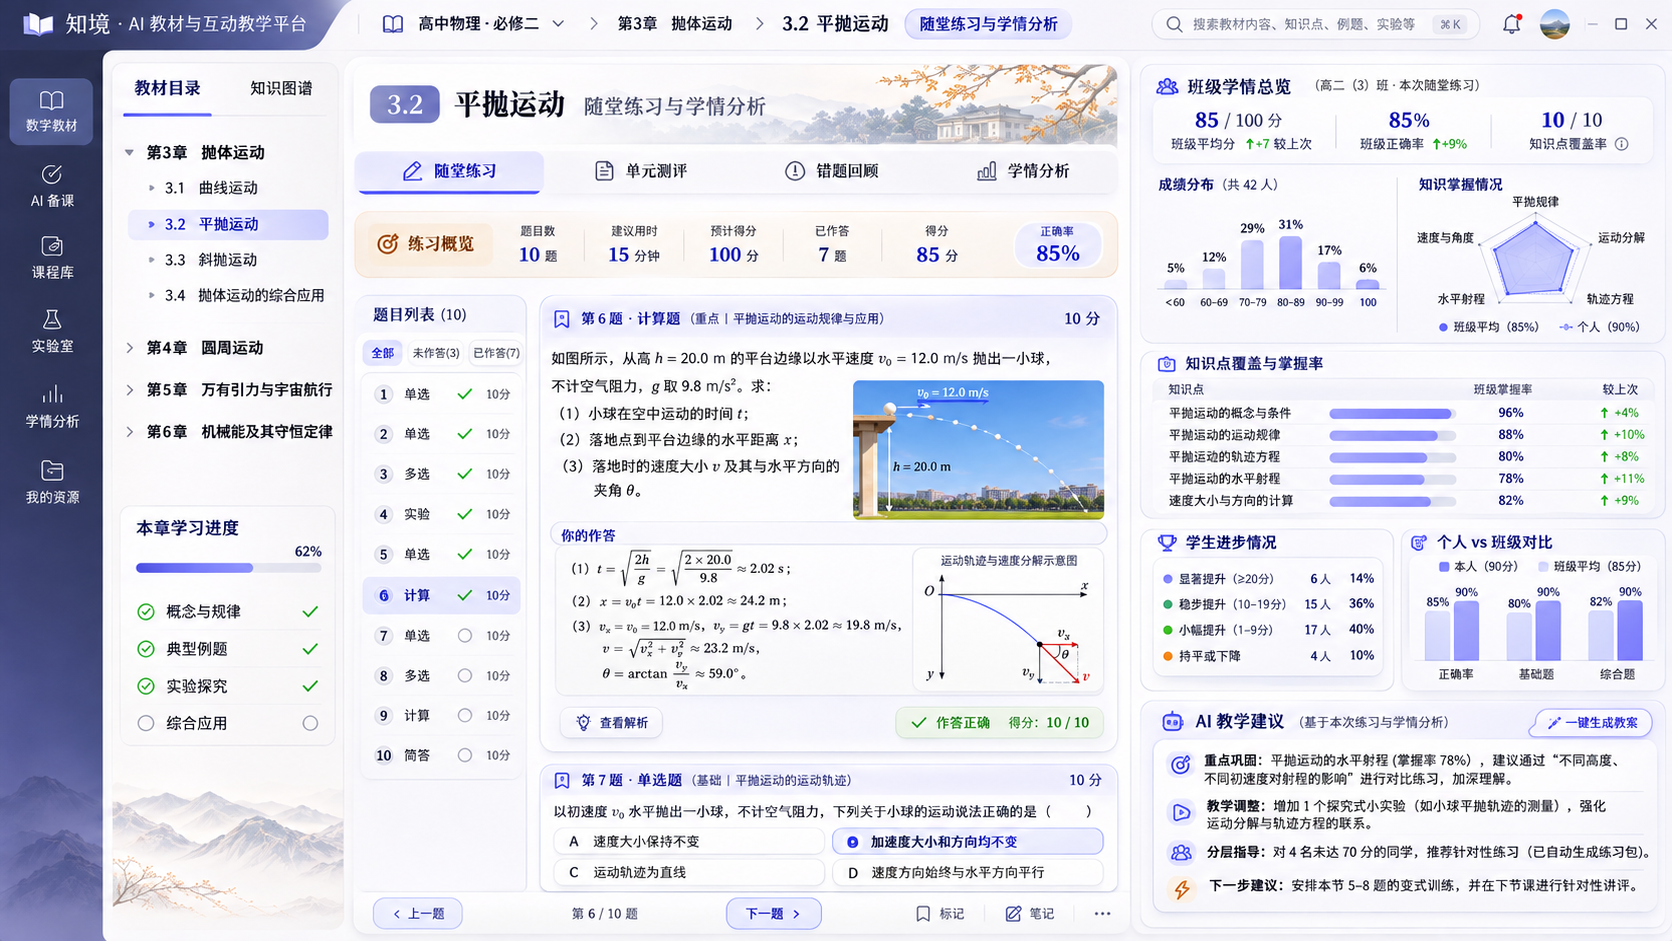 知境 · AI 教材与互动教学平台
高中物理 · 必修二
第3章 抛体运动
3.2 平抛运动
随堂练习与学情分析
搜索教材内容、知识点、例题、实验等
⌘ K
数字教材
AI 备课
课程库
实验室
学情分析
我的资源
教材目录
知识图谱
第3章 抛体运动
3.1 曲线运动
3.2 平抛运动
3.3 斜抛运动
3.4 抛体运动的综合应用
第4章 圆周运动
第5章 万有引力与宇宙航行
第6章 机械能及其守恒定律
本章学习进度
62%
概念与规律
典型例题
实验探究
综合应用
3.2 平抛运动 随堂练习与学情分析
随堂练习
单元测评
错题回顾
学情分析
练习概览
题目数
10 题
建议用时
15 分钟
预计得分
100 分
已作答
7 题
得分
85 分
正确率
85%
题目列表 (10)
全部 未作答(3) 已作答(7)
1 单选 10分
2 单选 10分
3 多选 10分
4 实验 10分
5 单选 10分
6 计算 10分
7 单选 10分
8 多选 10分
9 计算 10分
10 简答 10分
第 6 题 · 计算题 (重点 | 平抛运动的运动规律与应用) 10 分
如图所示，从高 h = 20.0 m 的平台边缘以水平速度 v₀ = 12.0 m/s 抛出一小球，
不计空气阻力，g 取 9.8 m/s²。求：
（1）小球在空中运动的时间 t；
（2）落地点到平台边缘的水平距离 x；
（3）落地时的速度大小 v 及其与水平方向的
夹角 θ。
v₀ = 12.0 m/s
h = 20.0 m
你的作答
（1）t = √(2h/g) = √(2 × 20.0/9.8) ≈ 2.02 s；
（2）x = v₀t = 12.0 × 2.02 ≈ 24.2 m；
（3）vₓ = v₀ = 12.0 m/s，v_y = gt = 9.8 × 2.02 ≈ 19.8 m/s，
v = √(vₓ² + v_y²) ≈ 23.2 m/s，
θ = arctan v_y/vₓ ≈ 59.0°。
运动轨迹与速度分解示意图
O
x
vₓ
θ
y
v_y
v
查看解析
作答正确 得分：10 / 10
第 7 题 · 单选题 (基础 | 平抛运动的运动轨迹) 10 分
以初速度 v₀ 水平抛出一小球，不计空气阻力，下列关于小球的运动说法正确的是（ ）
A 速度大小保持不变
加速度大小和方向均不变
C 运动轨迹为直线
D 速度方向始终与水平方向平行
上一题
第 6 / 10 题
下一题
标记
笔记
班级学情总览 （高二（3）班 · 本次随堂练习）
85 / 100 分
班级平均分 ↑+7 较上次
85%
班级正确率 ↑+9%
10 / 10
知识点覆盖率
成绩分布 (共 42 人)
5%
12%
29%
31%
17%
6%
<60 60-69 70-79 80-89 90-99 100
知识掌握情况
平抛规律
速度与角度
运动分解
水平射程
轨迹方程
班级平均 (85%)
个人 (90%)
知识点覆盖与掌握率
知识点 班级掌握率 较上次
平抛运动的概念与条件 96% ↑ +4%
平抛运动的运动规律 88% ↑ +10%
平抛运动的轨迹方程 80% ↑ +8%
平抛运动的水平射程 78% ↑ +11%
速度大小与方向的计算 82% ↑ +9%
学生进步情况
显著提升 (≥20分) 6 人 14%
稳步提升 (10-19分) 15 人 36%
小幅提升 (1-9分) 17 人 40%
持平或下降 4 人 10%
个人 vs 班级对比
本人 (90分) 班级平均 (85分)
85% 90%
80% 90%
82% 90%
正确率 基础题 综合题
AI 教学建议 （基于本次练习与学情分析）
一键生成教案
重点巩固：平抛运动的水平射程 (掌握率 78%) ，建议通过“不同高度、
不同初速度对射程的影响”进行对比练习，加深理解。
教学调整：增加 1 个探究式小实验（如小球平抛轨迹的测量），强化
运动分解与轨迹方程的联系。
分层指导：对 4 名未达 70 分的同学，推荐针对性练习（已自动生成练习包）。
下一步建议：安排本节 5-8 题的变式训练，并在下节课进行针对性讲评。